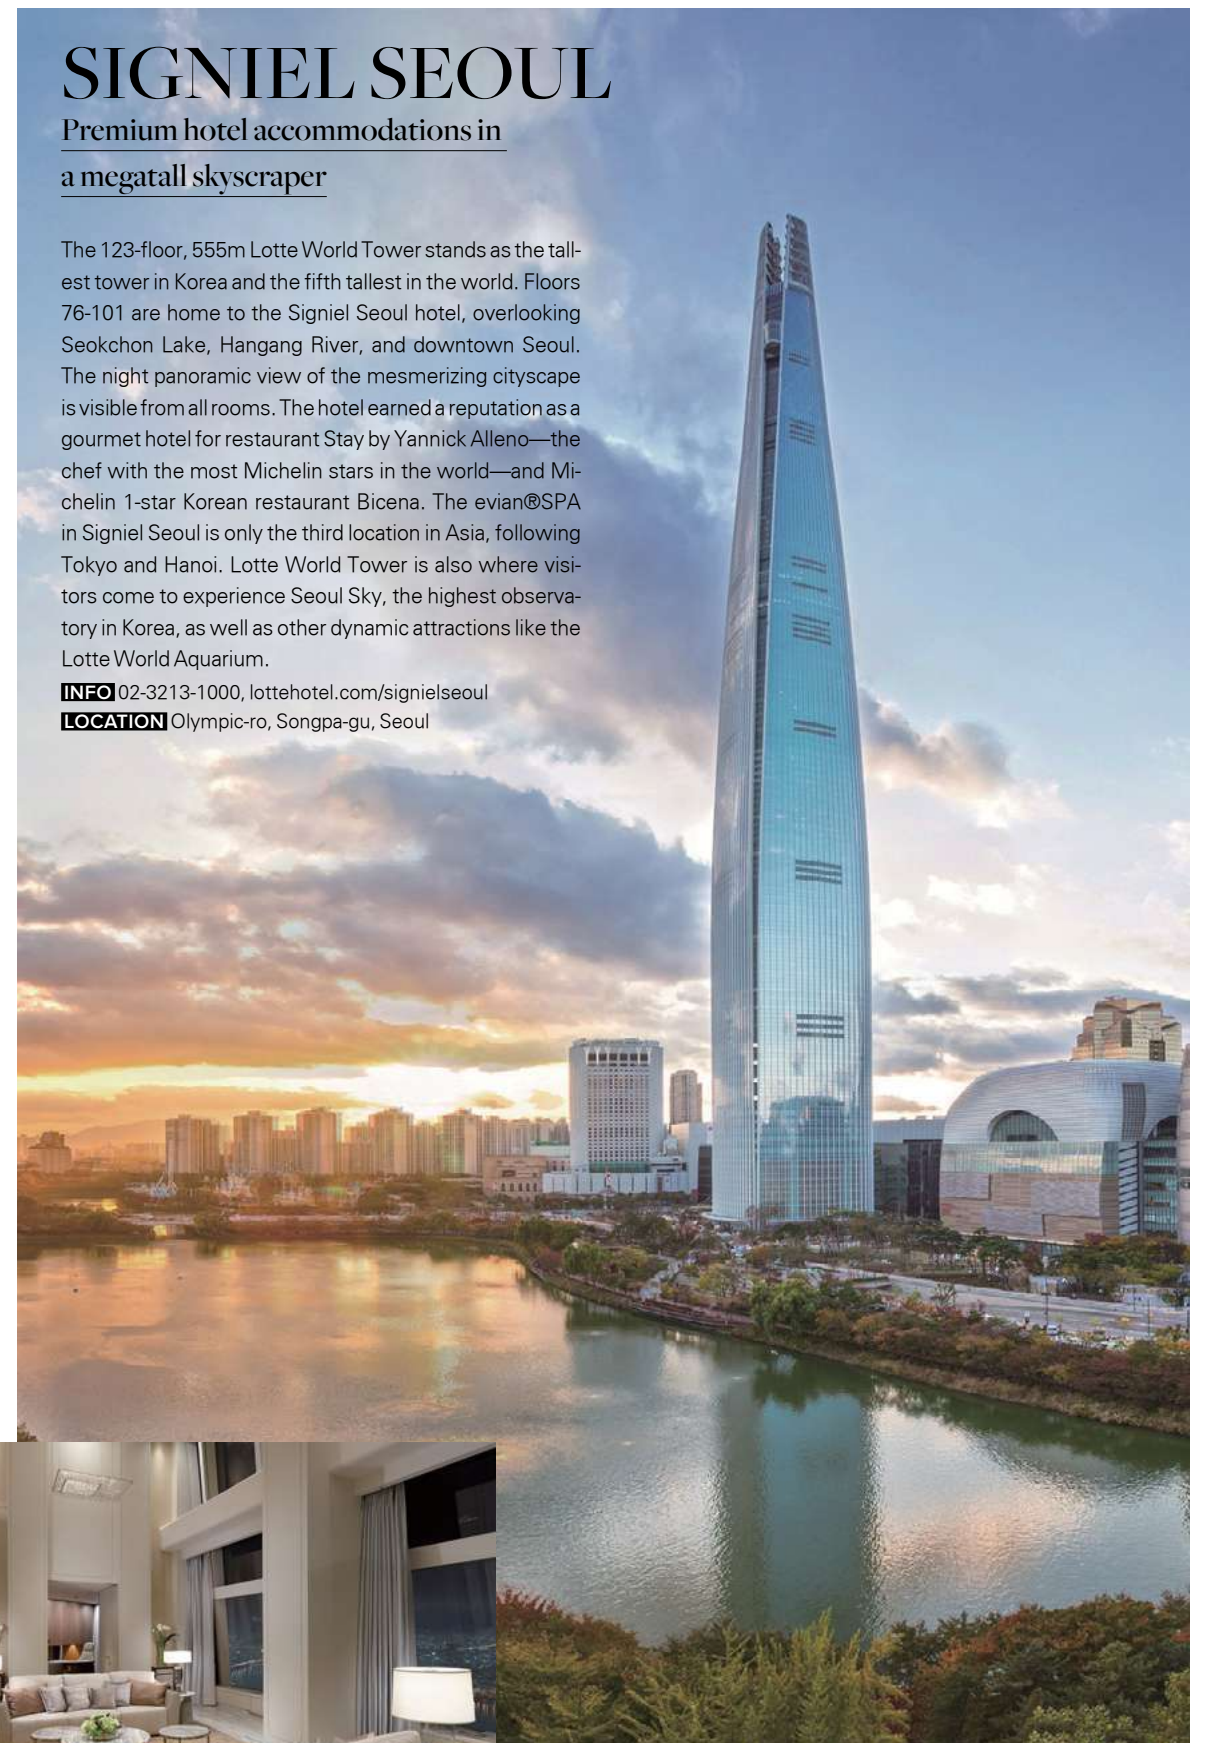 SIGNIEL SEOUL
Premium hotel accommodations in
a megatall skyscraper
The 123-floor, 555m Lotte World Tower stands as the tall-
est tower in Korea and the fifth tallest in the world. Floors
76-101 are home to the Signiel Seoul hotel, overlooking
Seokchon Lake, Hangang River, and downtown Seoul.
The night panoramic view of the mesmerizing cityscape
is visible from all rooms. The hotel earned a reputation as a
gourmet hotel for restaurant Stay by Yannick Alleno—the
chef with the most Michelin stars in the world—and Mi-
chelin 1-star Korean restaurant Bicena. The evian®SPA
in Signiel Seoul is only the third location in Asia, following
Tokyo and Hanoi. Lotte World Tower is also where visi-
tors come to experience Seoul Sky, the highest observa-
tory in Korea, as well as other dynamic attractions like the
Lotte World Aquarium.
INFO 02-3213-1000, lottehotel.com/signielseoul
LOCATION Olympic-ro, Songpa-gu, Seoul